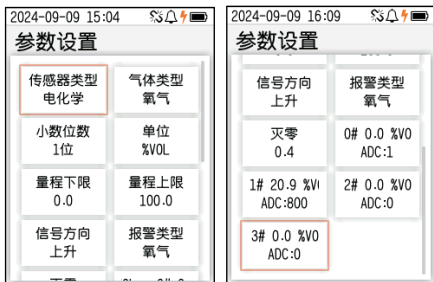 2024-09-09 15:04
参数设置
传感器类型
电化学
气体类型
氧气
小数位数
1位
单位
%VOL
量程下限
0.0
量程上限
100.0
信号方向
上升
报警类型
氧气
2024-09-09 16:09
参数设置
信号方向
上升
报警类型
氧气
灭零
0.4
0# 0.0 %VO
ADC:1
1# 20.9 %V
ADC:800
2# 0.0 %VO
ADC:0
3# 0.0 %VO
ADC:0